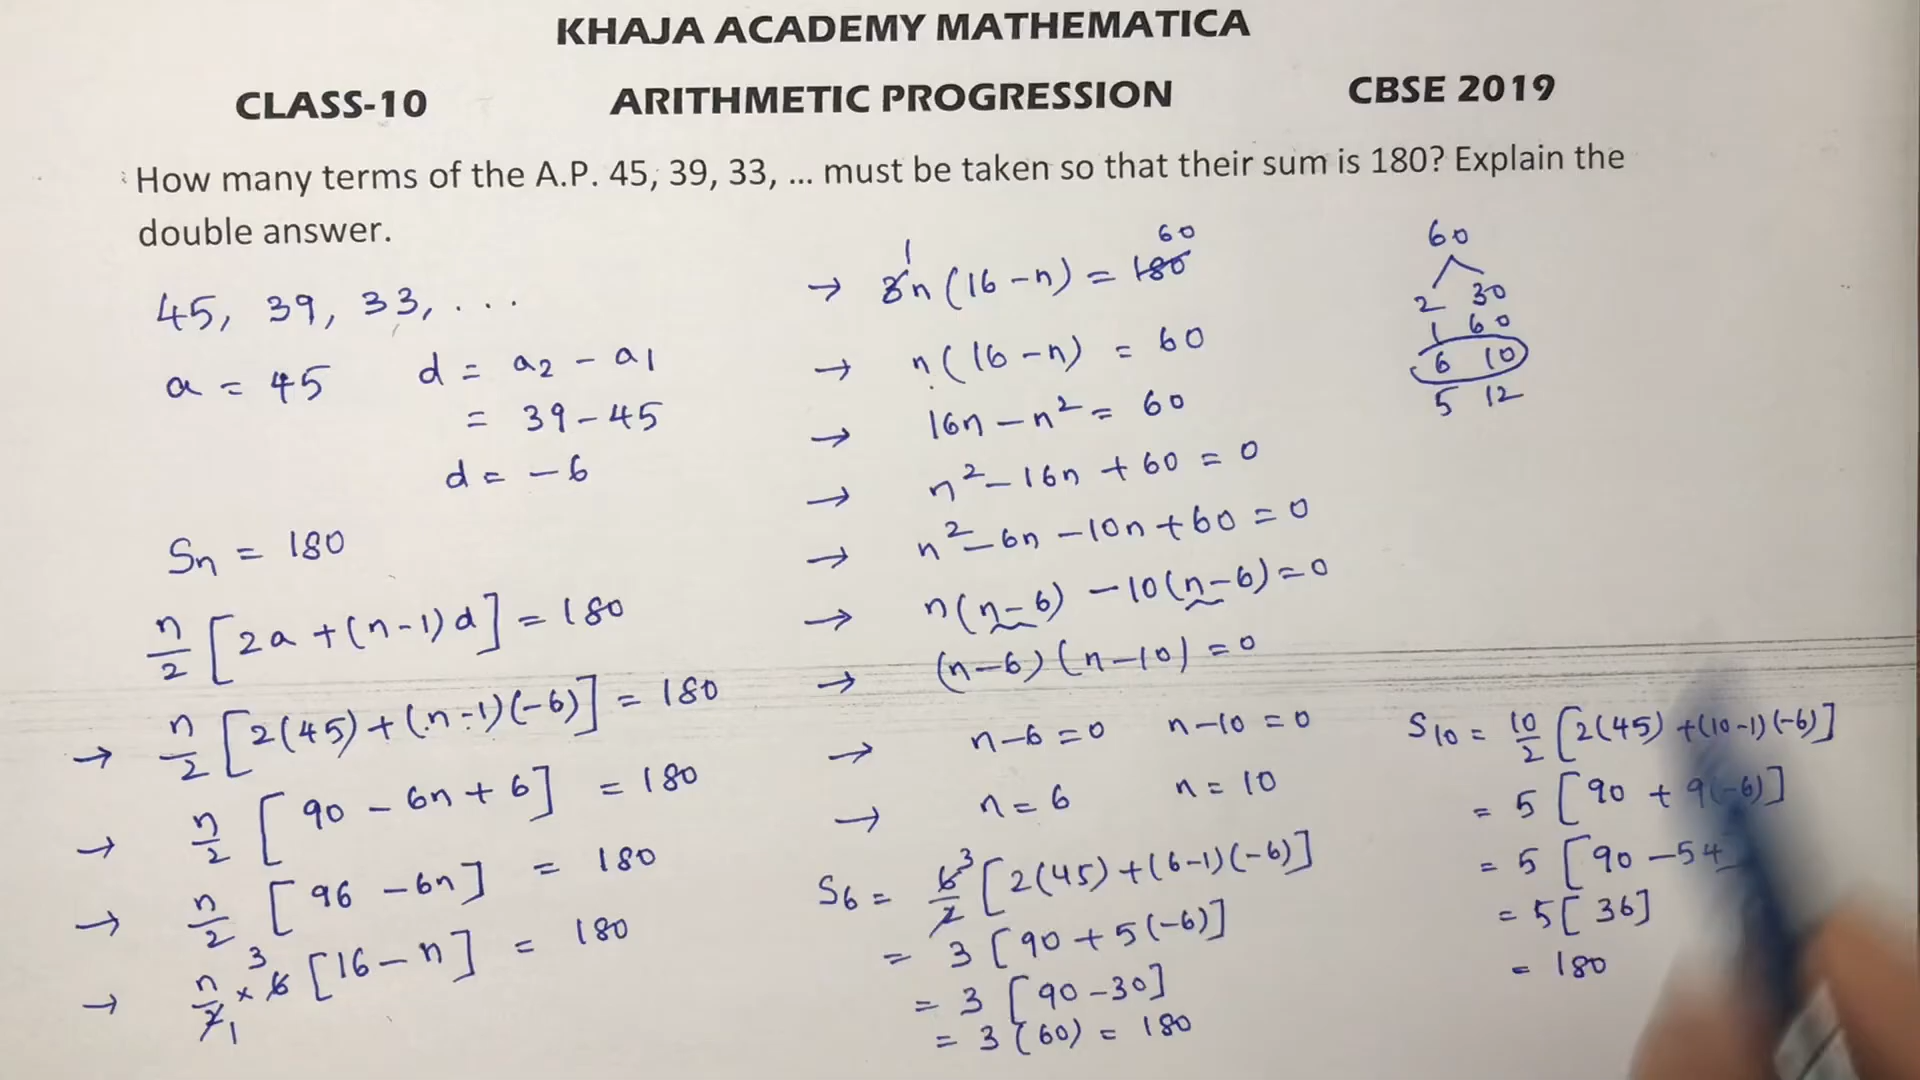 KHAJA ACADEMY MATHEMATICA
CLASS-10 ARITHMETIC PROGRESSION CBSE 2019
How many terms of the A.P. 45, 39, 33, ... must be taken so that their sum is 180? Explain the
double answer.
45, 39, 33, . . .
a = 45 d = a2 - a1
= 39 - 45
d = - 6
Sn = 180
n/2 [2a + (n-1) d] = 180
→ n/2 [2(45) + (n-1)(-6)] = 180
→ n/2 [90 - 6n + 6] = 180
→ n/2 [96 - 6n] = 180
→ n/2 1 × 6 3 [16 - n] = 180
→ 3 1 n (16 - n) = 180 60
→ n (16 - n) = 60
→ 16n - n² = 60
→ n² - 16n + 60 = 0
→ n² - 6n - 10n + 60 = 0
→ n (n - 6) - 10 (n - 6) = 0
→ (n - 6) (n - 10) = 0
→ n - 6 = 0 n - 10 = 0
→ n = 6 n = 10
S6 = 6 3/2 [2(45) + (6-1)(-6)]
= 3 [90 + 5(-6)]
= 3 [90 - 30]
= 3 (60) = 180
60
2 30
1 60
6 10
5 12
S10 = 10/2 [2(45) + (10-1)(-6)]
= 5 [90 + 9(-6)]
= 5 [90 - 54
= 5 [36]
= 180